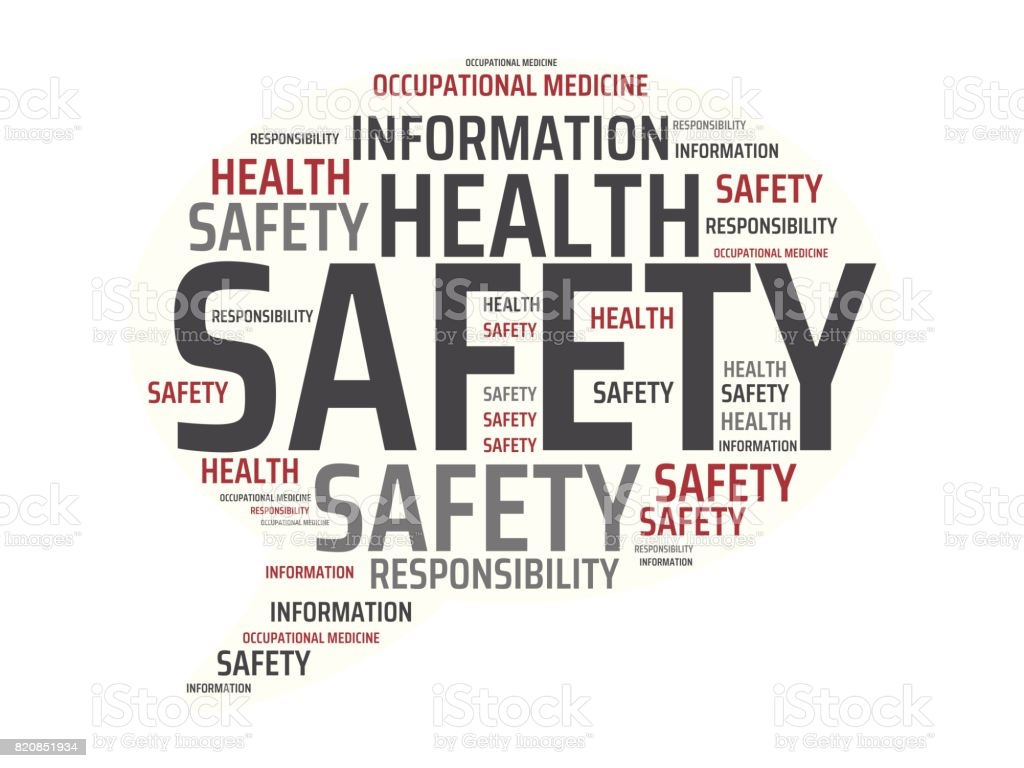 OCCUPATIONAL MEDICINE
OCCUPATIONAL MEDICINE
INFORMATION
RESPONSIBILITY
RESPONSIBILITY
INFORMATION
HEALTH
HEALTH
SAFETY
SAFETY
RESPONSIBILITY
OCCUPATIONAL MEDICINE
SAFETY
HEALTH
RESPONSIBILITY
HEALTH
SAFETY
HEALTH
SAFETY
SAFETY
SAFETY
SAFETY
HEALTH
SAFETY
SAFETY
INFORMATION
HEALTH
SAFETY
SAFETY
OCCUPATIONAL MEDICINE
RESPONSIBILITY
SAFETY
OCCUPATIONAL MEDICINE
RESPONSIBILITY
INFORMATION
INFORMATION
RESPONSIBILITY
INFORMATION
OCCUPATIONAL MEDICINE
SAFETY
INFORMATION
iStock
by Getty Images™
820851934